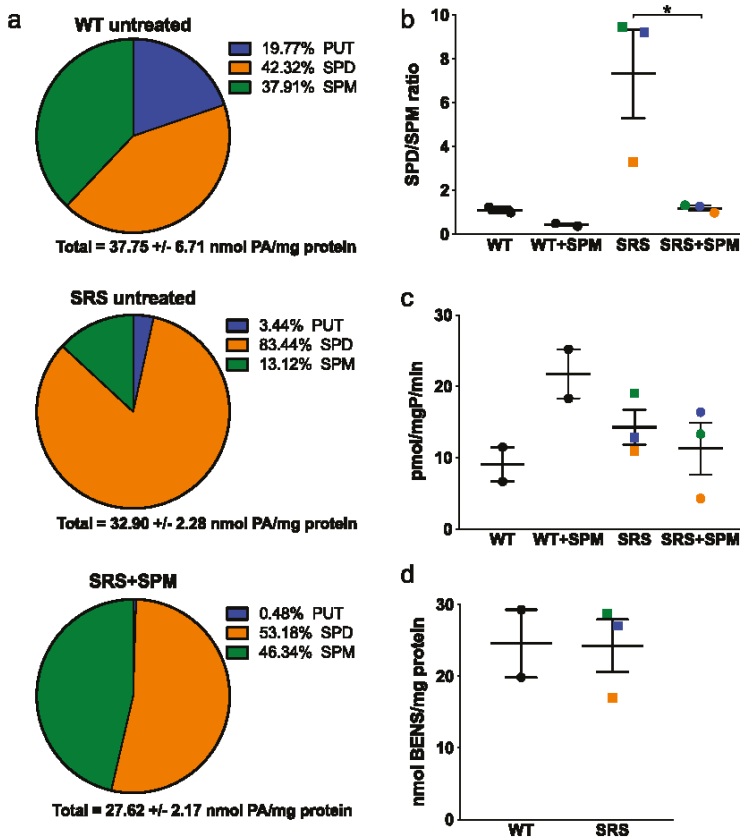 a
WT untreated
19.77% PUT
42.32% SPD
37.91% SPM
Total = 37.75 +/- 6.71 nmol PA/mg protein
SRS untreated
3.44% PUT
83.44% SPD
13.12% SPM
Total = 32.90 +/- 2.28 nmol PA/mg protein
SRS+SPM
0.48% PUT
53.18% SPD
46.34% SPM
Total = 27.62 +/- 2.17 nmol PA/mg protein
b
*
SPD/SPM ratio
10
8
6
4
2
0
WT WT+SPM SRS SRS+SPM
c
pmol/mgP/min
30
20
10
0
WT WT+SPM SRS SRS+SPM
d
nmol BENS/mg protein
30
20
10
0
WT SRS